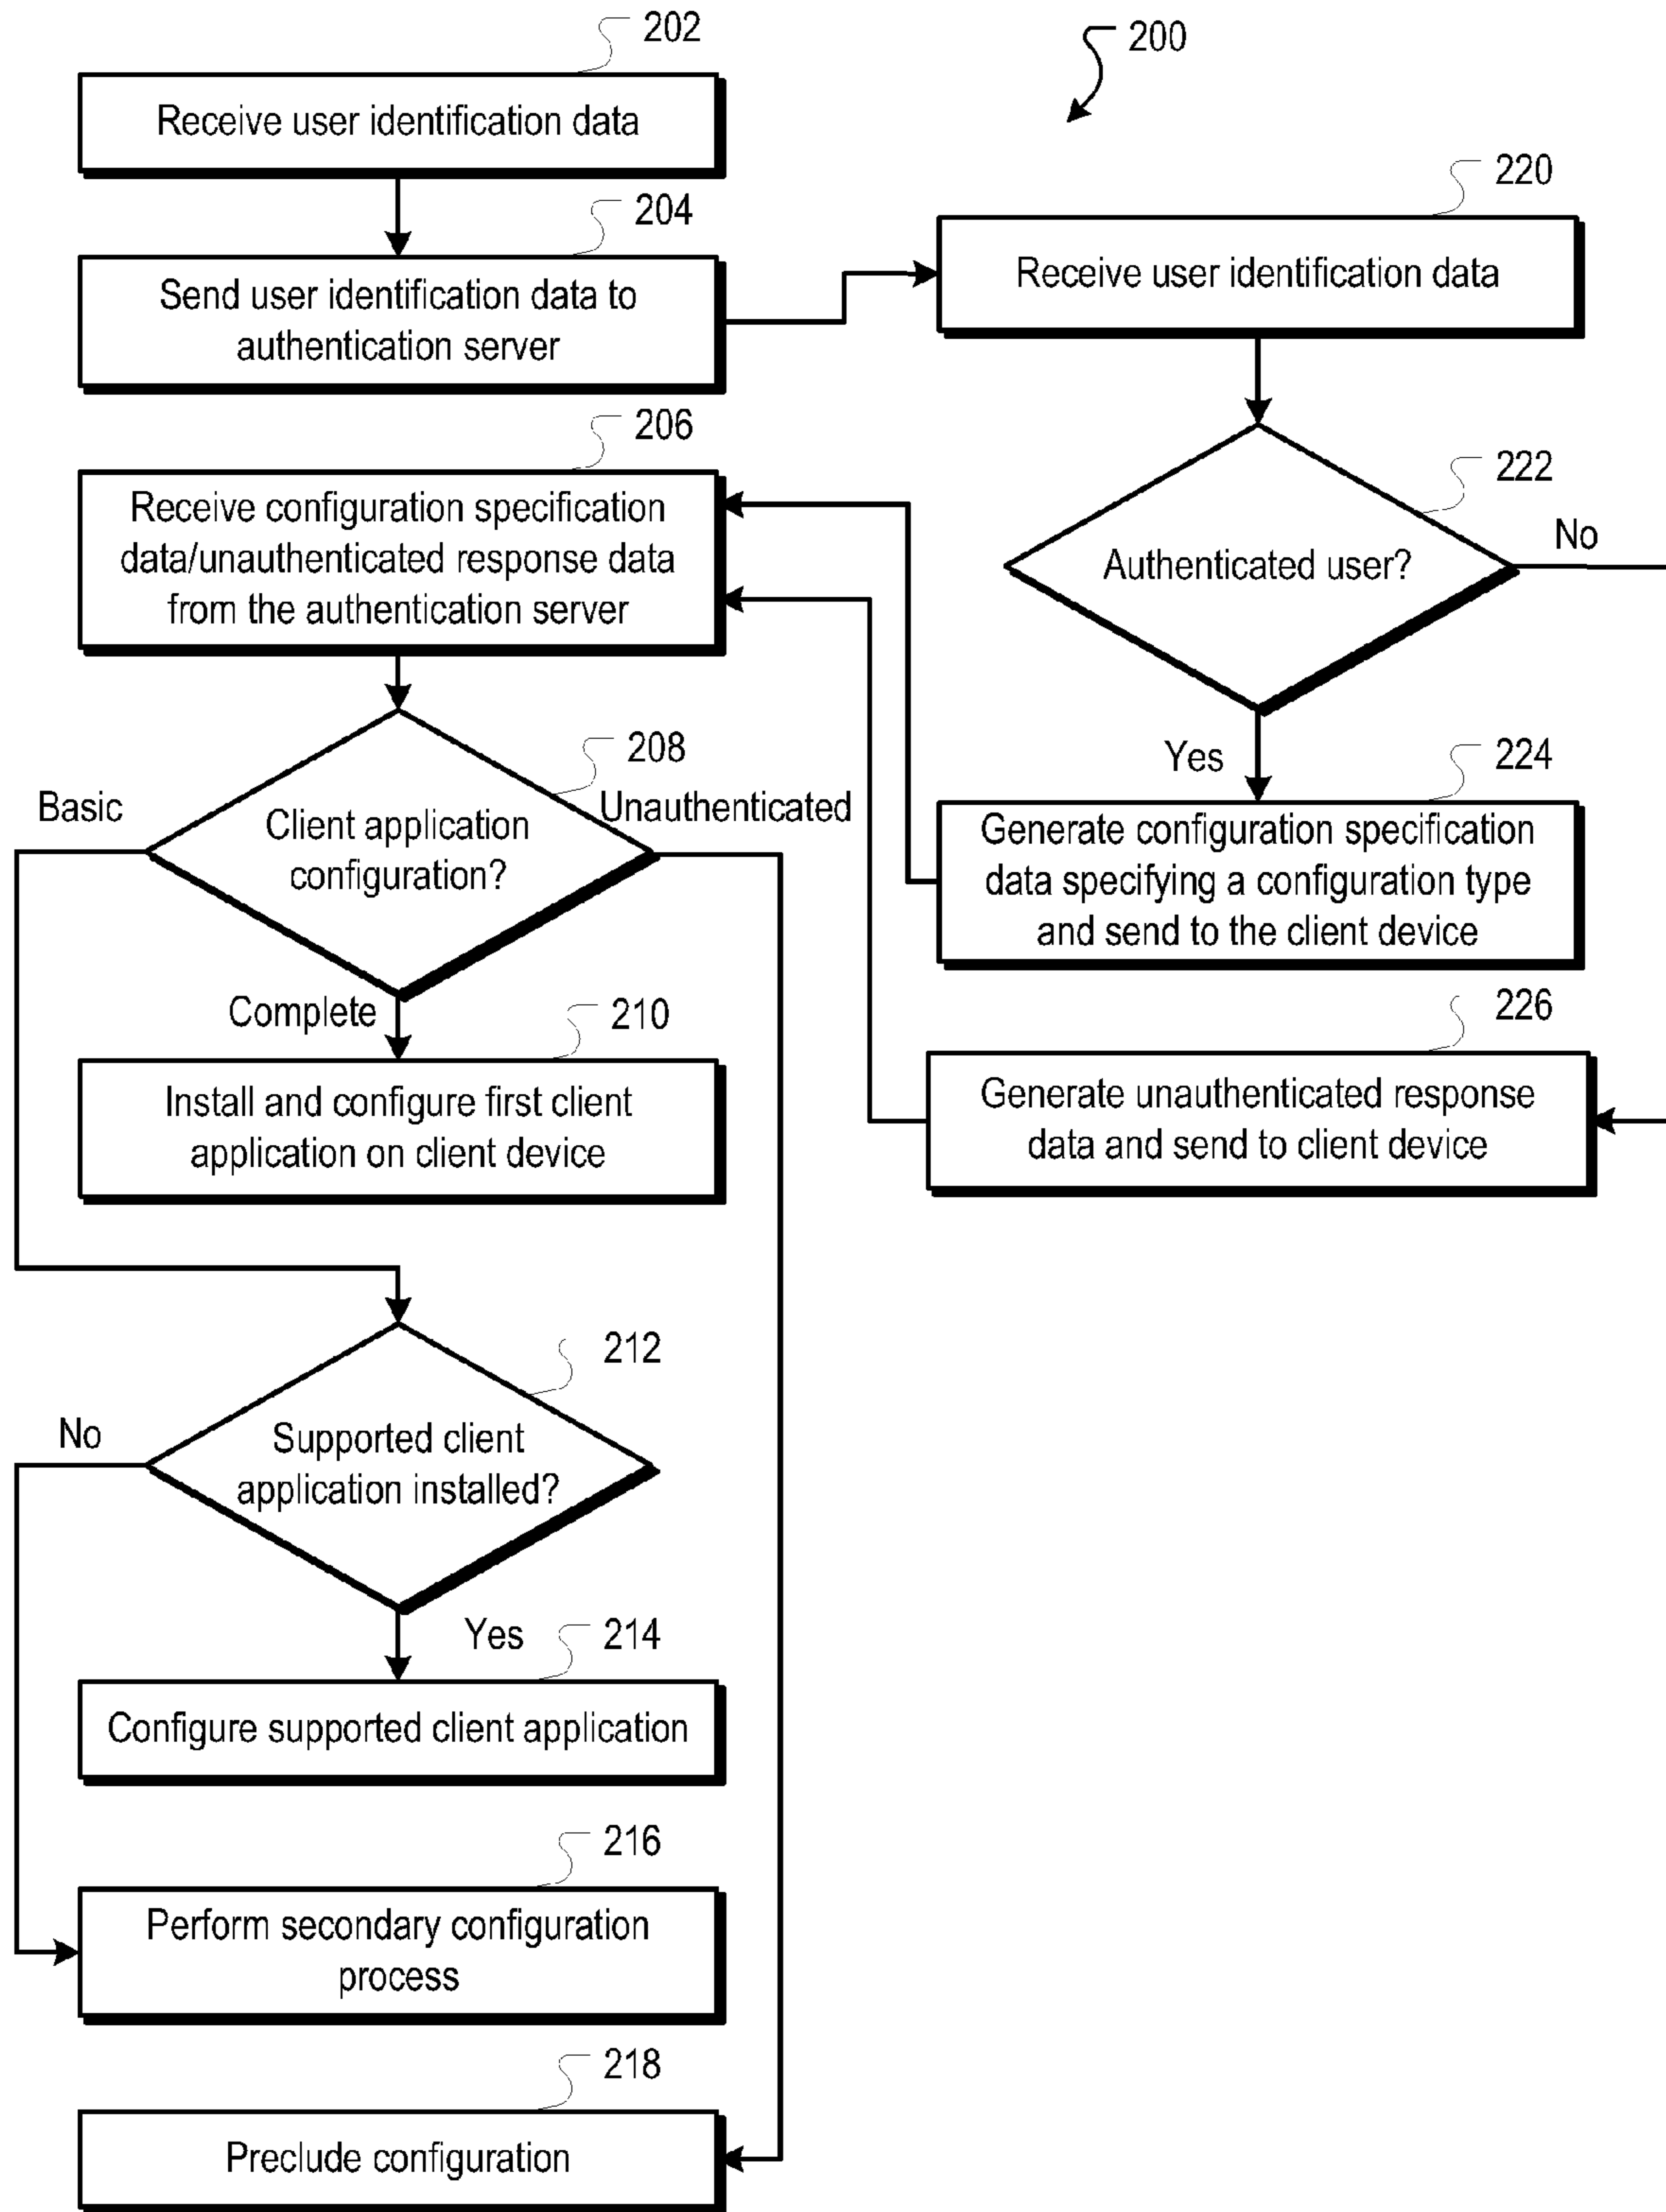 202
200
Receive user identification data
204
Send user identification data to
authentication server
220
Receive user identification data
206
Receive configuration specification
data/unauthenticated response data
from the authentication server
222
Authenticated user?
No
Yes
208
Basic
Unauthenticated
Client application
configuration?
Complete
224
Generate configuration specification
data specifying a configuration type
and send to the client device
210
Install and configure first client
application on client device
226
Generate unauthenticated response
data and send to client device
212
No
Supported client
application installed?
Yes
214
Configure supported client application
216
Perform secondary configuration
process
218
Preclude configuration